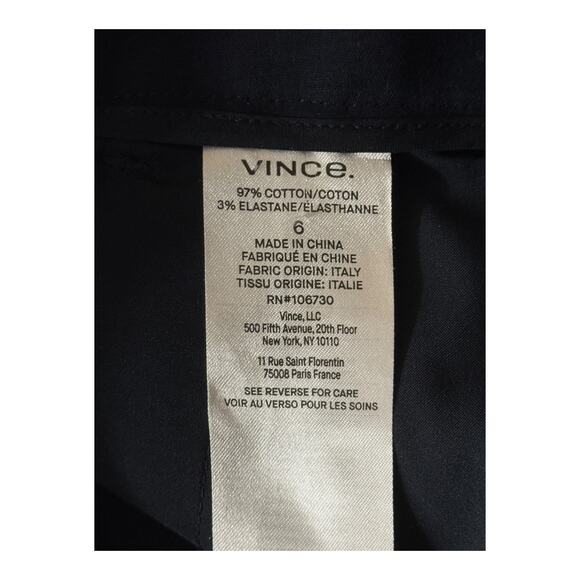 VINCE.
97% COTTON/COTON
3% ELASTANE/ÉLASTHANNE
6
MADE IN CHINA
FABRIQUÉ EN CHINE
FABRIC ORIGIN: ITALY
TISSU ORIGINE: ITALIE
RN#106730
Vince, LLC
500 Fifth Avenue, 20th Floor
New York, NY 10110
11 Rue Saint Florentin
75008 Paris France
SEE REVERSE FOR CARE
VOIR AU VERSO POUR LES SOINS